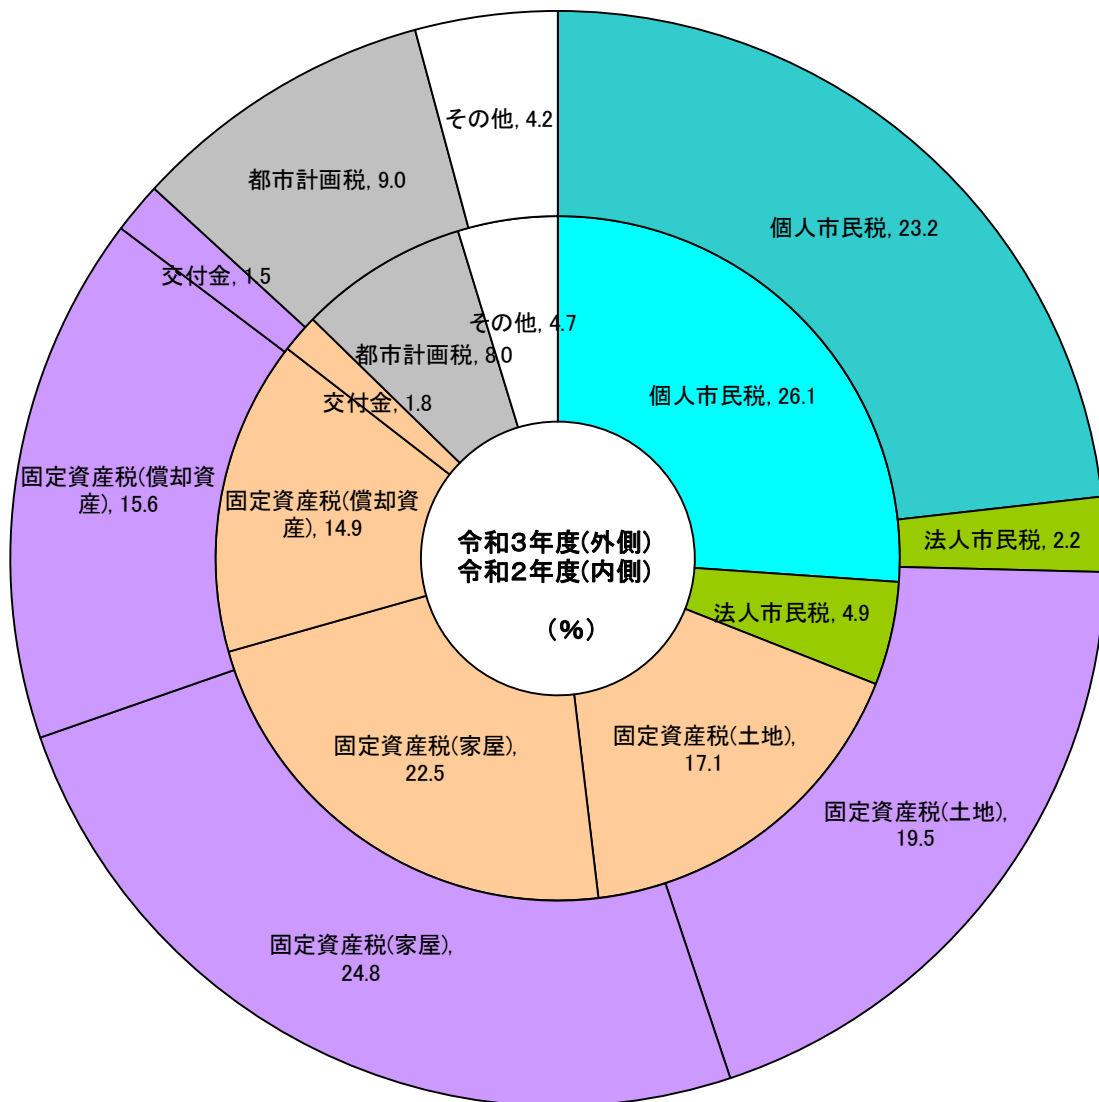 その他, 4.2
個人市民税, 23.2
都市計画税, 9.0
交付金, 1.5
その他, 4.7
都市計画税, 8.0
個人市民税, 26.1
交付金, 1.8
固定資産税(償却資
産), 15.6
固定資産税(償却資
産), 14.9
令和3年度(外側)
令和2年度(内側)
（%）
法人市民税, 2.2
法人市民税, 4.9
固定資産税(家屋),
22.5
固定資産税(土地),
17.1
固定資産税(土地),
19.5
固定資産税(家屋),
24.8